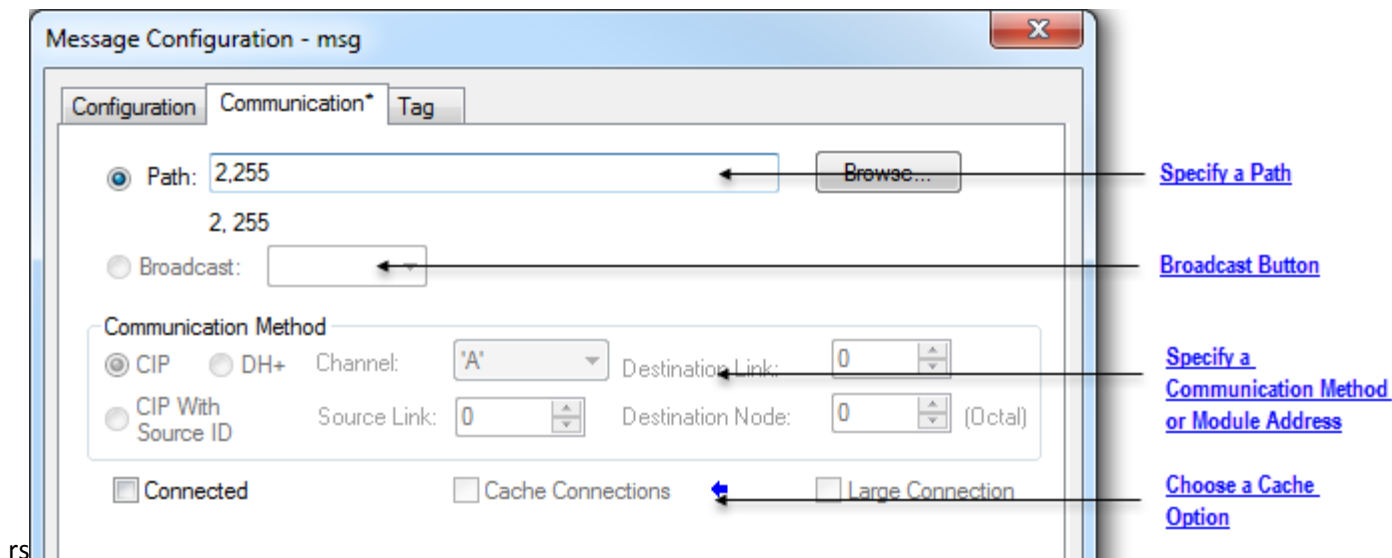 Message Configuration - msg
Configuration Communication* Tag
Path: 2,255 Browse... Specify a Path
2, 255
Broadcast: Broadcast Button
Communication Method
CIP DH+ Channel: 'A' Destination Link: 0 Specify a
Communication Method
or Module Address
CIP With
Source ID Source Link: 0 Destination Node: 0 (Octal)
Connected Cache Connections Large Connection Choose a Cache
Option
rs